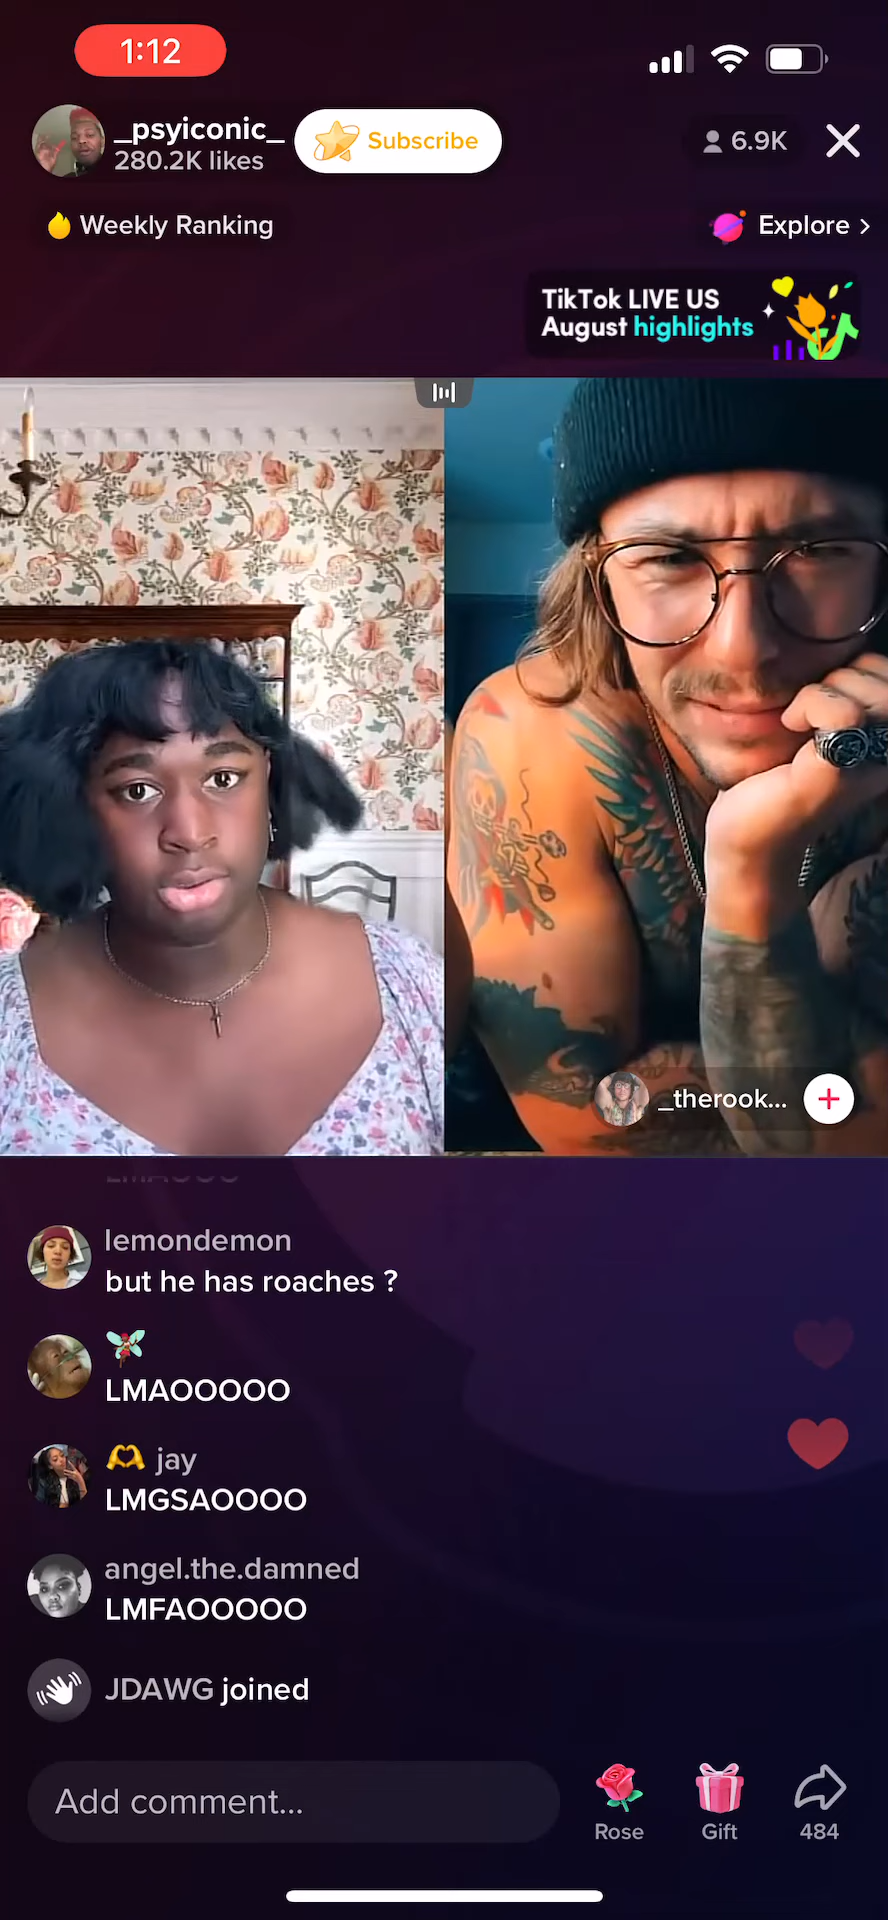 1:12
_psyiconic_
280.2K likes
Subscribe
6.9K
Weekly Ranking
Explore >
TikTok LIVE US
August highlights
_therook...
lemondemon
but he has roaches ?
🧚
LMAOOOOO
🫶 jay
LMGSAOOOO
angel.the.damned
LMFAOOOOO
JDAWG joined
Add comment...
Rose
Gift
484